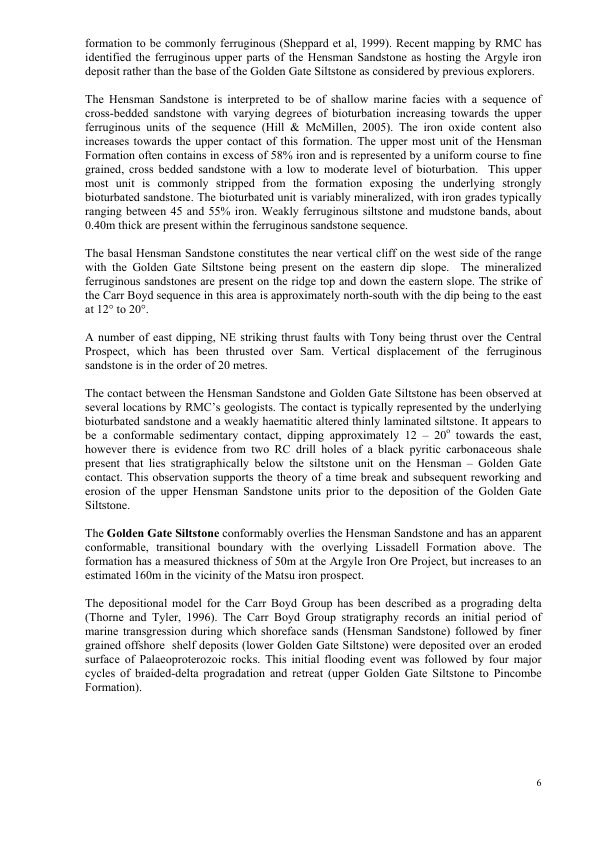 formation to be commonly ferruginous (Sheppard et al, 1999). Recent mapping by RMC has
identified the ferruginous upper parts of the Hensman Sandstone as hosting the Argyle iron
deposit rather than the base of the Golden Gate Siltstone as considered by previous explorers.
The Hensman Sandstone is interpreted to be of shallow marine facies with a sequence of
cross-bedded sandstone with varying degrees of bioturbation increasing towards the upper
ferruginous units of the sequence (Hill & McMillen, 2005). The iron oxide content also
increases towards the upper contact of this formation. The upper most unit of the Hensman
Formation often contains in excess of 58% iron and is represented by a uniform course to fine
grained, cross bedded sandstone with a low to moderate level of bioturbation. This upper
most unit is commonly stripped from the formation exposing the underlying strongly
bioturbated sandstone. The bioturbated unit is variably mineralized, with iron grades typically
ranging between 45 and 55% iron. Weakly ferruginous siltstone and mudstone bands, about
0.40m thick are present within the ferruginous sandstone sequence.
The basal Hensman Sandstone constitutes the near vertical cliff on the west side of the range
with the Golden Gate Siltstone being present on the eastern dip slope. The mineralized
ferruginous sandstones are present on the ridge top and down the eastern slope. The strike of
the Carr Boyd sequence in this area is approximately north-south with the dip being to the east
at 12° to 20°.
A number of east dipping, NE striking thrust faults with Tony being thrust over the Central
Prospect, which has been thrusted over Sam. Vertical displacement of the ferruginous
sandstone is in the order of 20 metres.
The contact between the Hensman Sandstone and Golden Gate Siltstone has been observed at
several locations by RMC's geologists. The contact is typically represented by the underlying
bioturbated sandstone and a weakly haematitic altered thinly laminated siltstone. It appears to
be a conformable sedimentary contact, dipping approximately 12 – 20° towards the east,
however there is evidence from two RC drill holes of a black pyritic carbonaceous shale
present that lies stratigraphically below the siltstone unit on the Hensman – Golden Gate
contact. This observation supports the theory of a time break and subsequent reworking and
erosion of the upper Hensman Sandstone units prior to the deposition of the Golden Gate
Siltstone.
The Golden Gate Siltstone conformably overlies the Hensman Sandstone and has an apparent
conformable, transitional boundary with the overlying Lissadell Formation above. The
formation has a measured thickness of 50m at the Argyle Iron Ore Project, but increases to an
estimated 160m in the vicinity of the Matsu iron prospect.
The depositional model for the Carr Boyd Group has been described as a prograding delta
(Thorne and Tyler, 1996). The Carr Boyd Group stratigraphy records an initial period of
marine transgression during which shoreface sands (Hensman Sandstone) followed by finer
grained offshore shelf deposits (lower Golden Gate Siltstone) were deposited over an eroded
surface of Palaeoproterozoic rocks. This initial flooding event was followed by four major
cycles of braided-delta progradation and retreat (upper Golden Gate Siltstone to Pincombe
Formation).
6